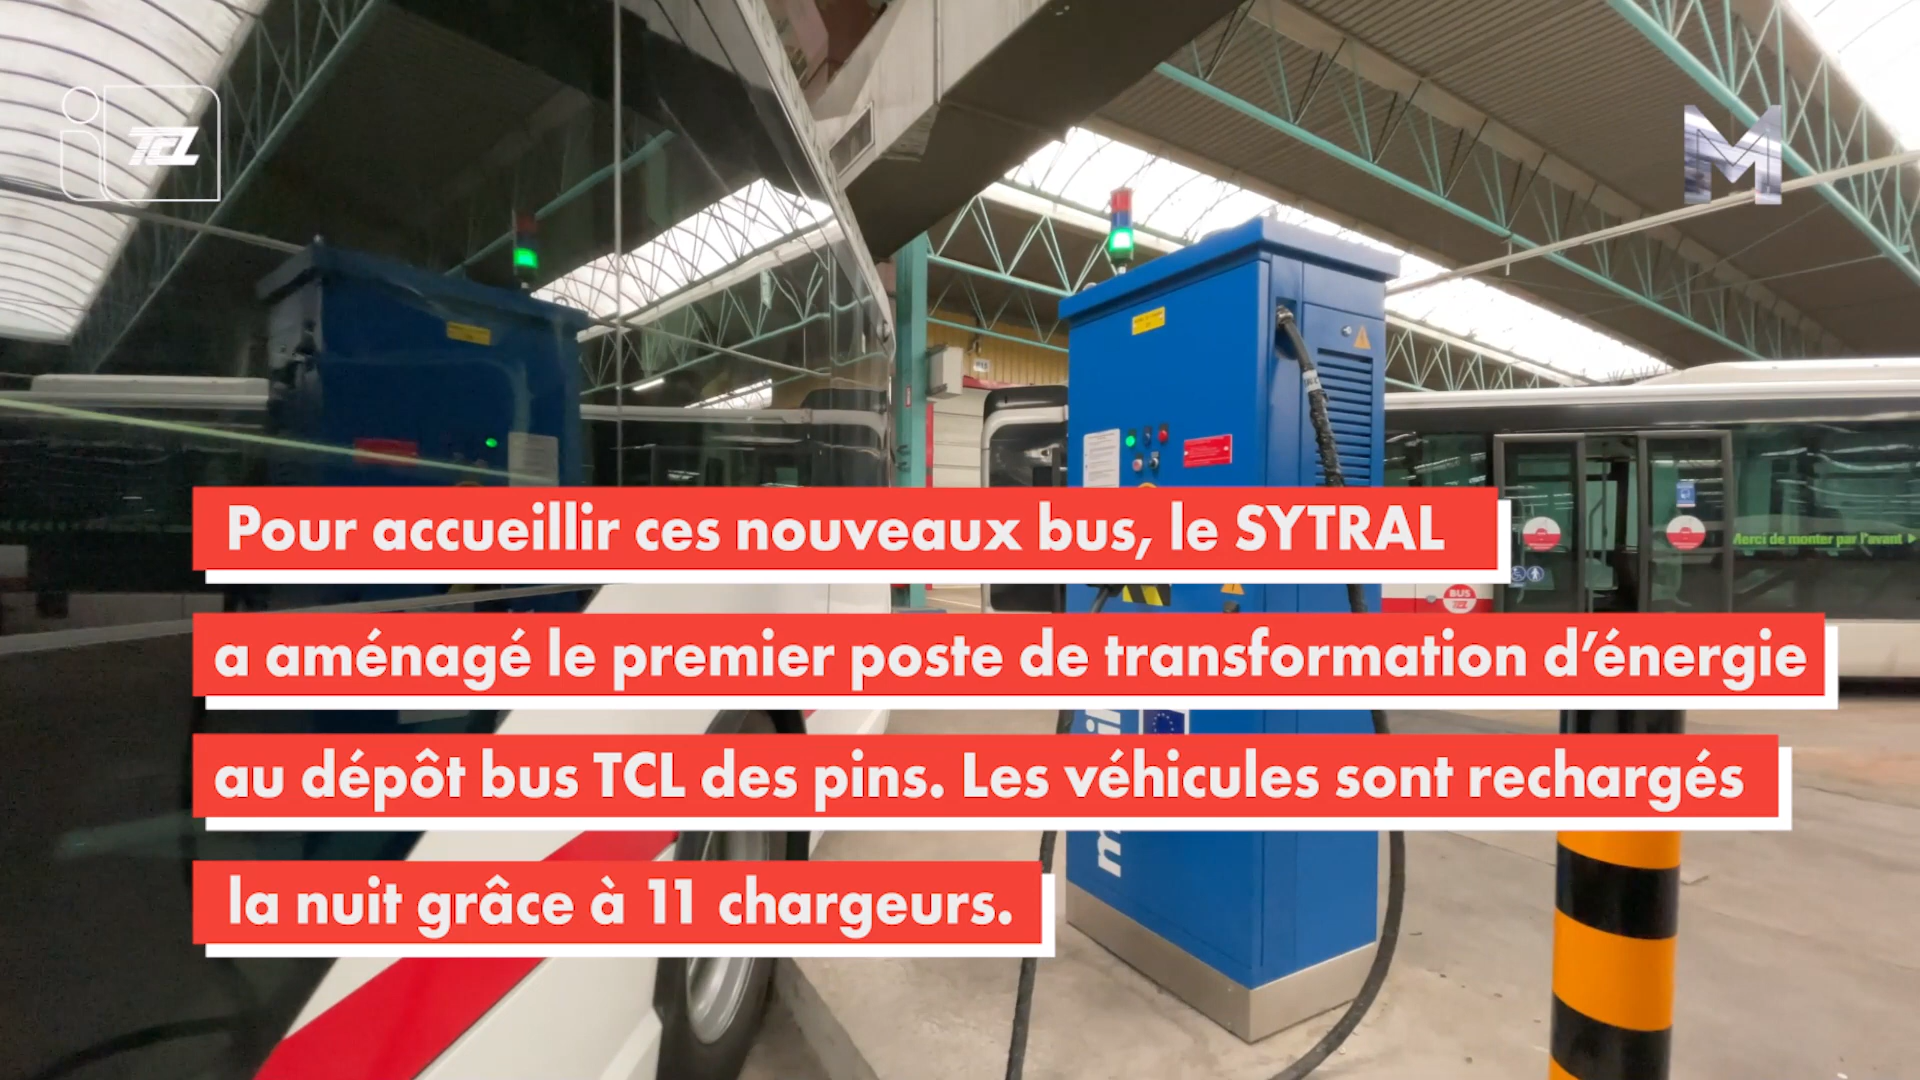 TCL
M
Merci de monter par l'avant
Pour accueillir ces nouveaux bus, le SYTRAL
BUS
TCL
a aménagé le premier poste de transformation d'énergie
au dépôt bus TCL des pins. Les véhicules sont rechargés
la nuit grâce à 11 chargeurs.